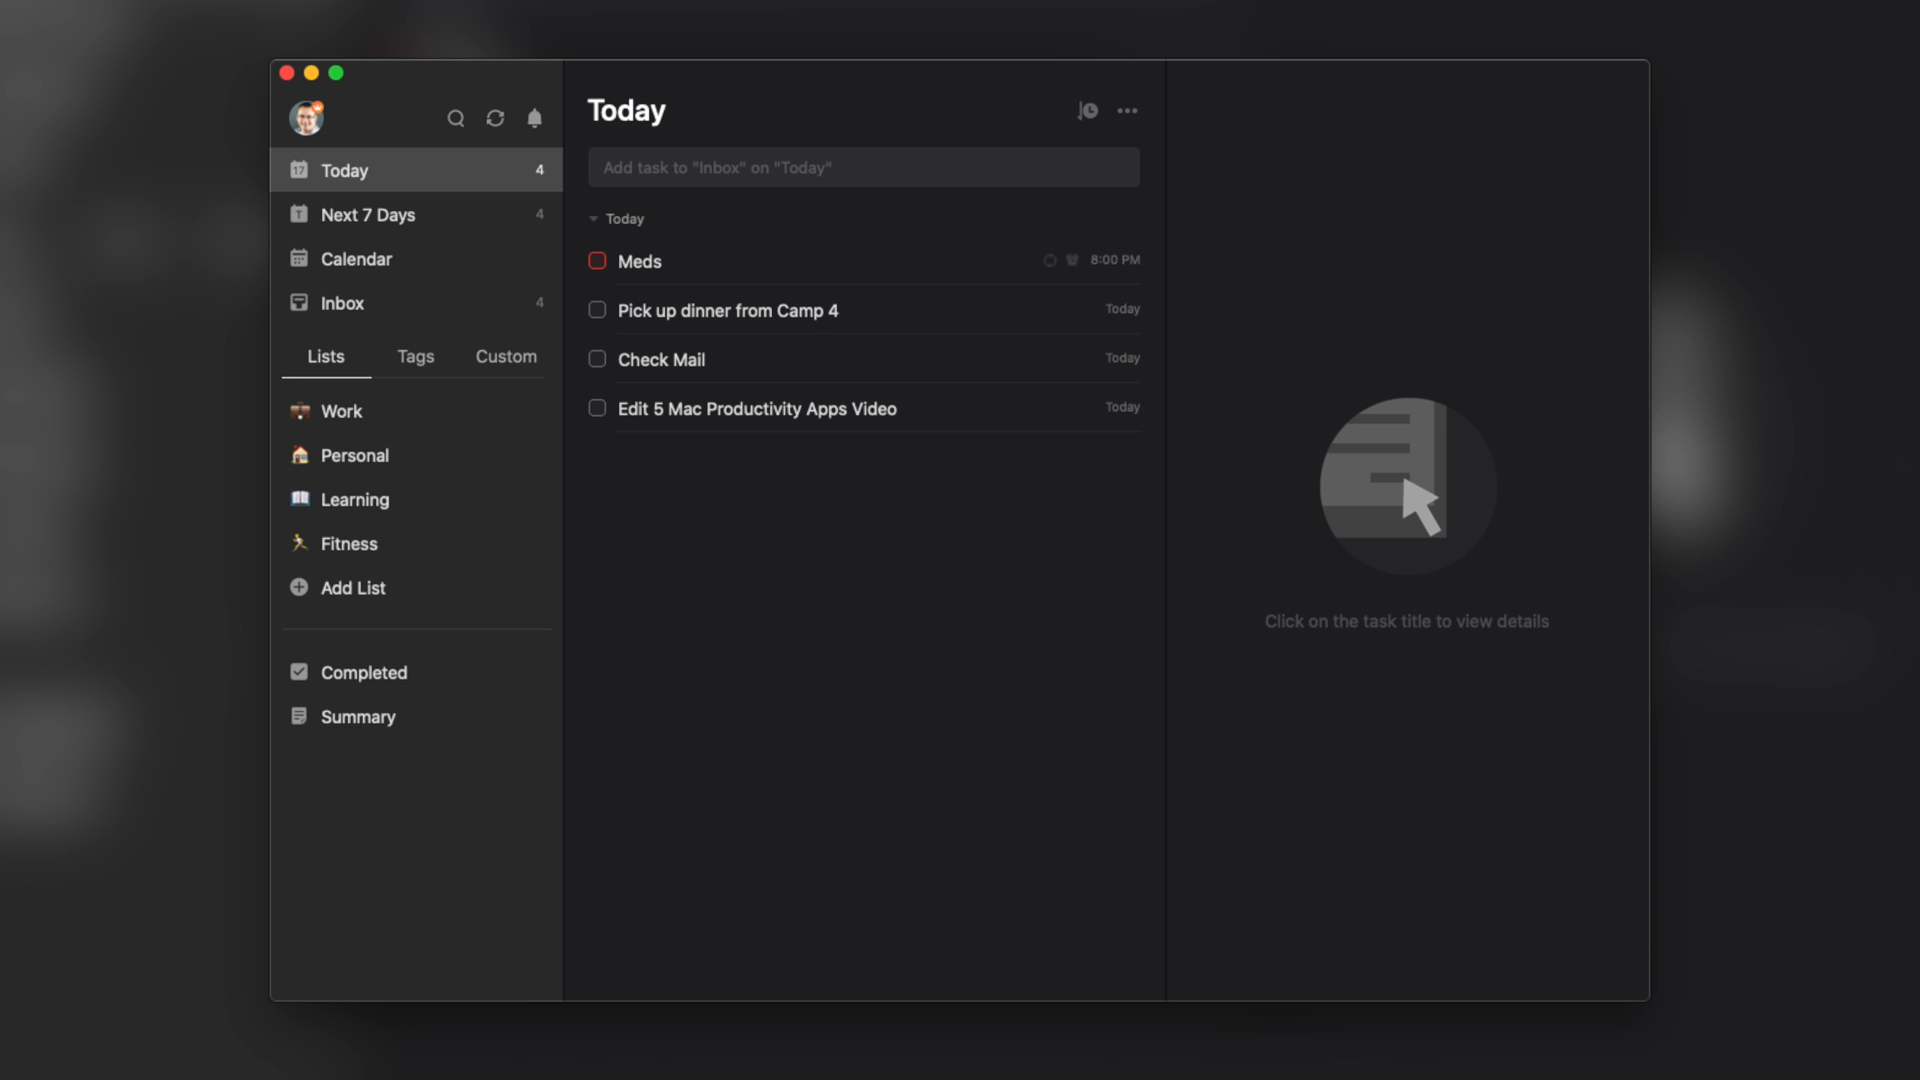 Today 4
Next 7 Days 4
Calendar
Inbox 4
Lists Tags Custom
Work
Personal
Learning
Fitness
Add List
Completed
Summary
Today
Add task to "Inbox" on "Today"
Today
Meds 8:00 PM
Pick up dinner from Camp 4 Today
Check Mail Today
Edit 5 Mac Productivity Apps Video Today
Click on the task title to view details